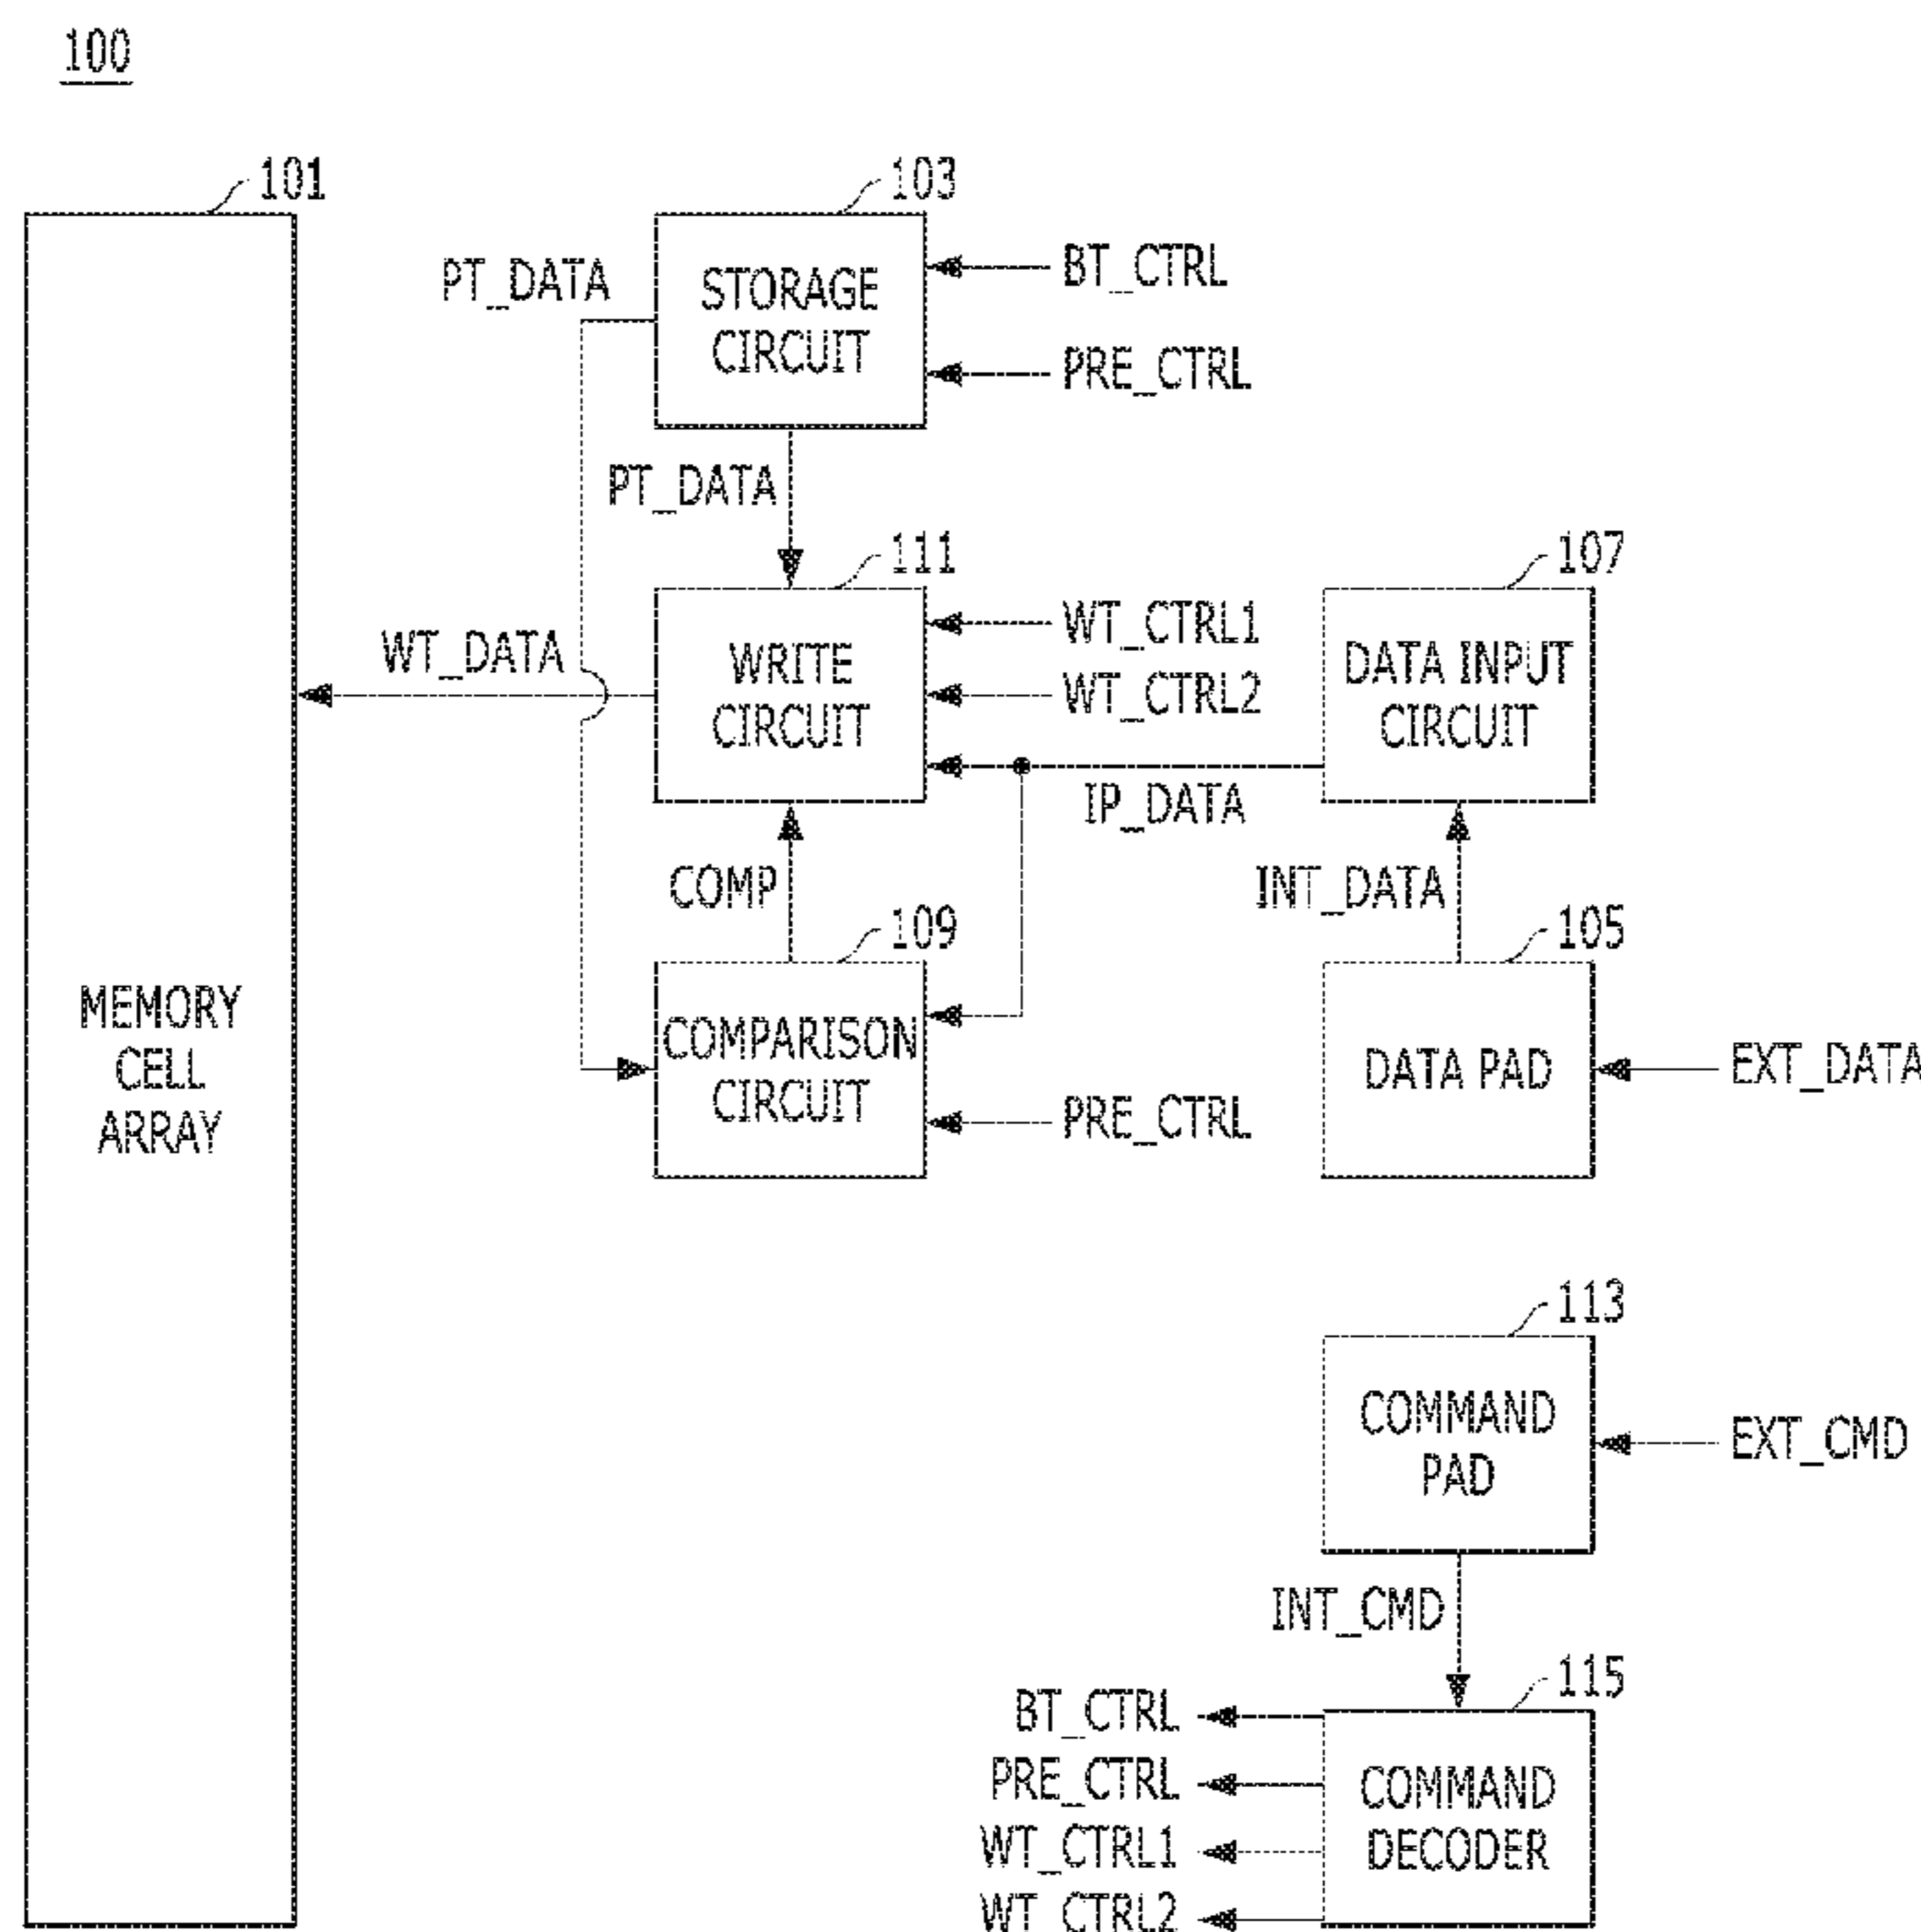 100
101
103
PT_DATA
STORAGE
CIRCUIT
BT_CTRL
PRE_CTRL
PT_DATA
111
107
WT_DATA
WRITE
CIRCUIT
WT_CTRL1
WT_CTRL2
DATA INPUT
CIRCUIT
IP_DATA
COMP
INT_DATA
109
105
MEMORY
CELL
ARRAY
COMPARISON
CIRCUIT
PRE_CTRL
DATA PAD
EXT_DATA
113
COMMAND
PAD
EXT_CMD
INT_CMD
115
BT_CTRL
PRE_CTRL
WT_CTRL1
WT_CTRL2
COMMAND
DECODER